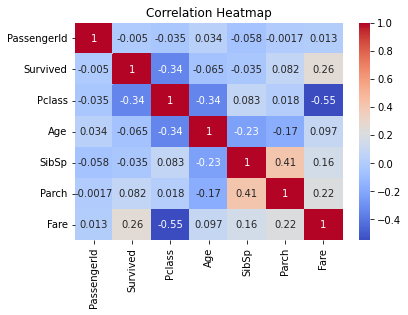 Correlation Heatmap
PassengerId 1 -0.005 -0.035 0.034 -0.058 -0.0017 0.013
Survived -0.005 1 -0.34 -0.065 -0.035 0.082 0.26
Pclass -0.035 -0.34 1 -0.34 0.083 0.018 -0.55
Age 0.034 -0.065 -0.34 1 -0.23 -0.17 0.097
SibSp -0.058 -0.035 0.083 -0.23 1 0.41 0.16
Parch -0.0017 0.082 0.018 -0.17 0.41 1 0.22
Fare 0.013 0.26 -0.55 0.097 0.16 0.22 1
PassengerId Survived Pclass Age SibSp Parch Fare
1.0
0.8
0.6
0.4
0.2
0.0
−0.2
−0.4